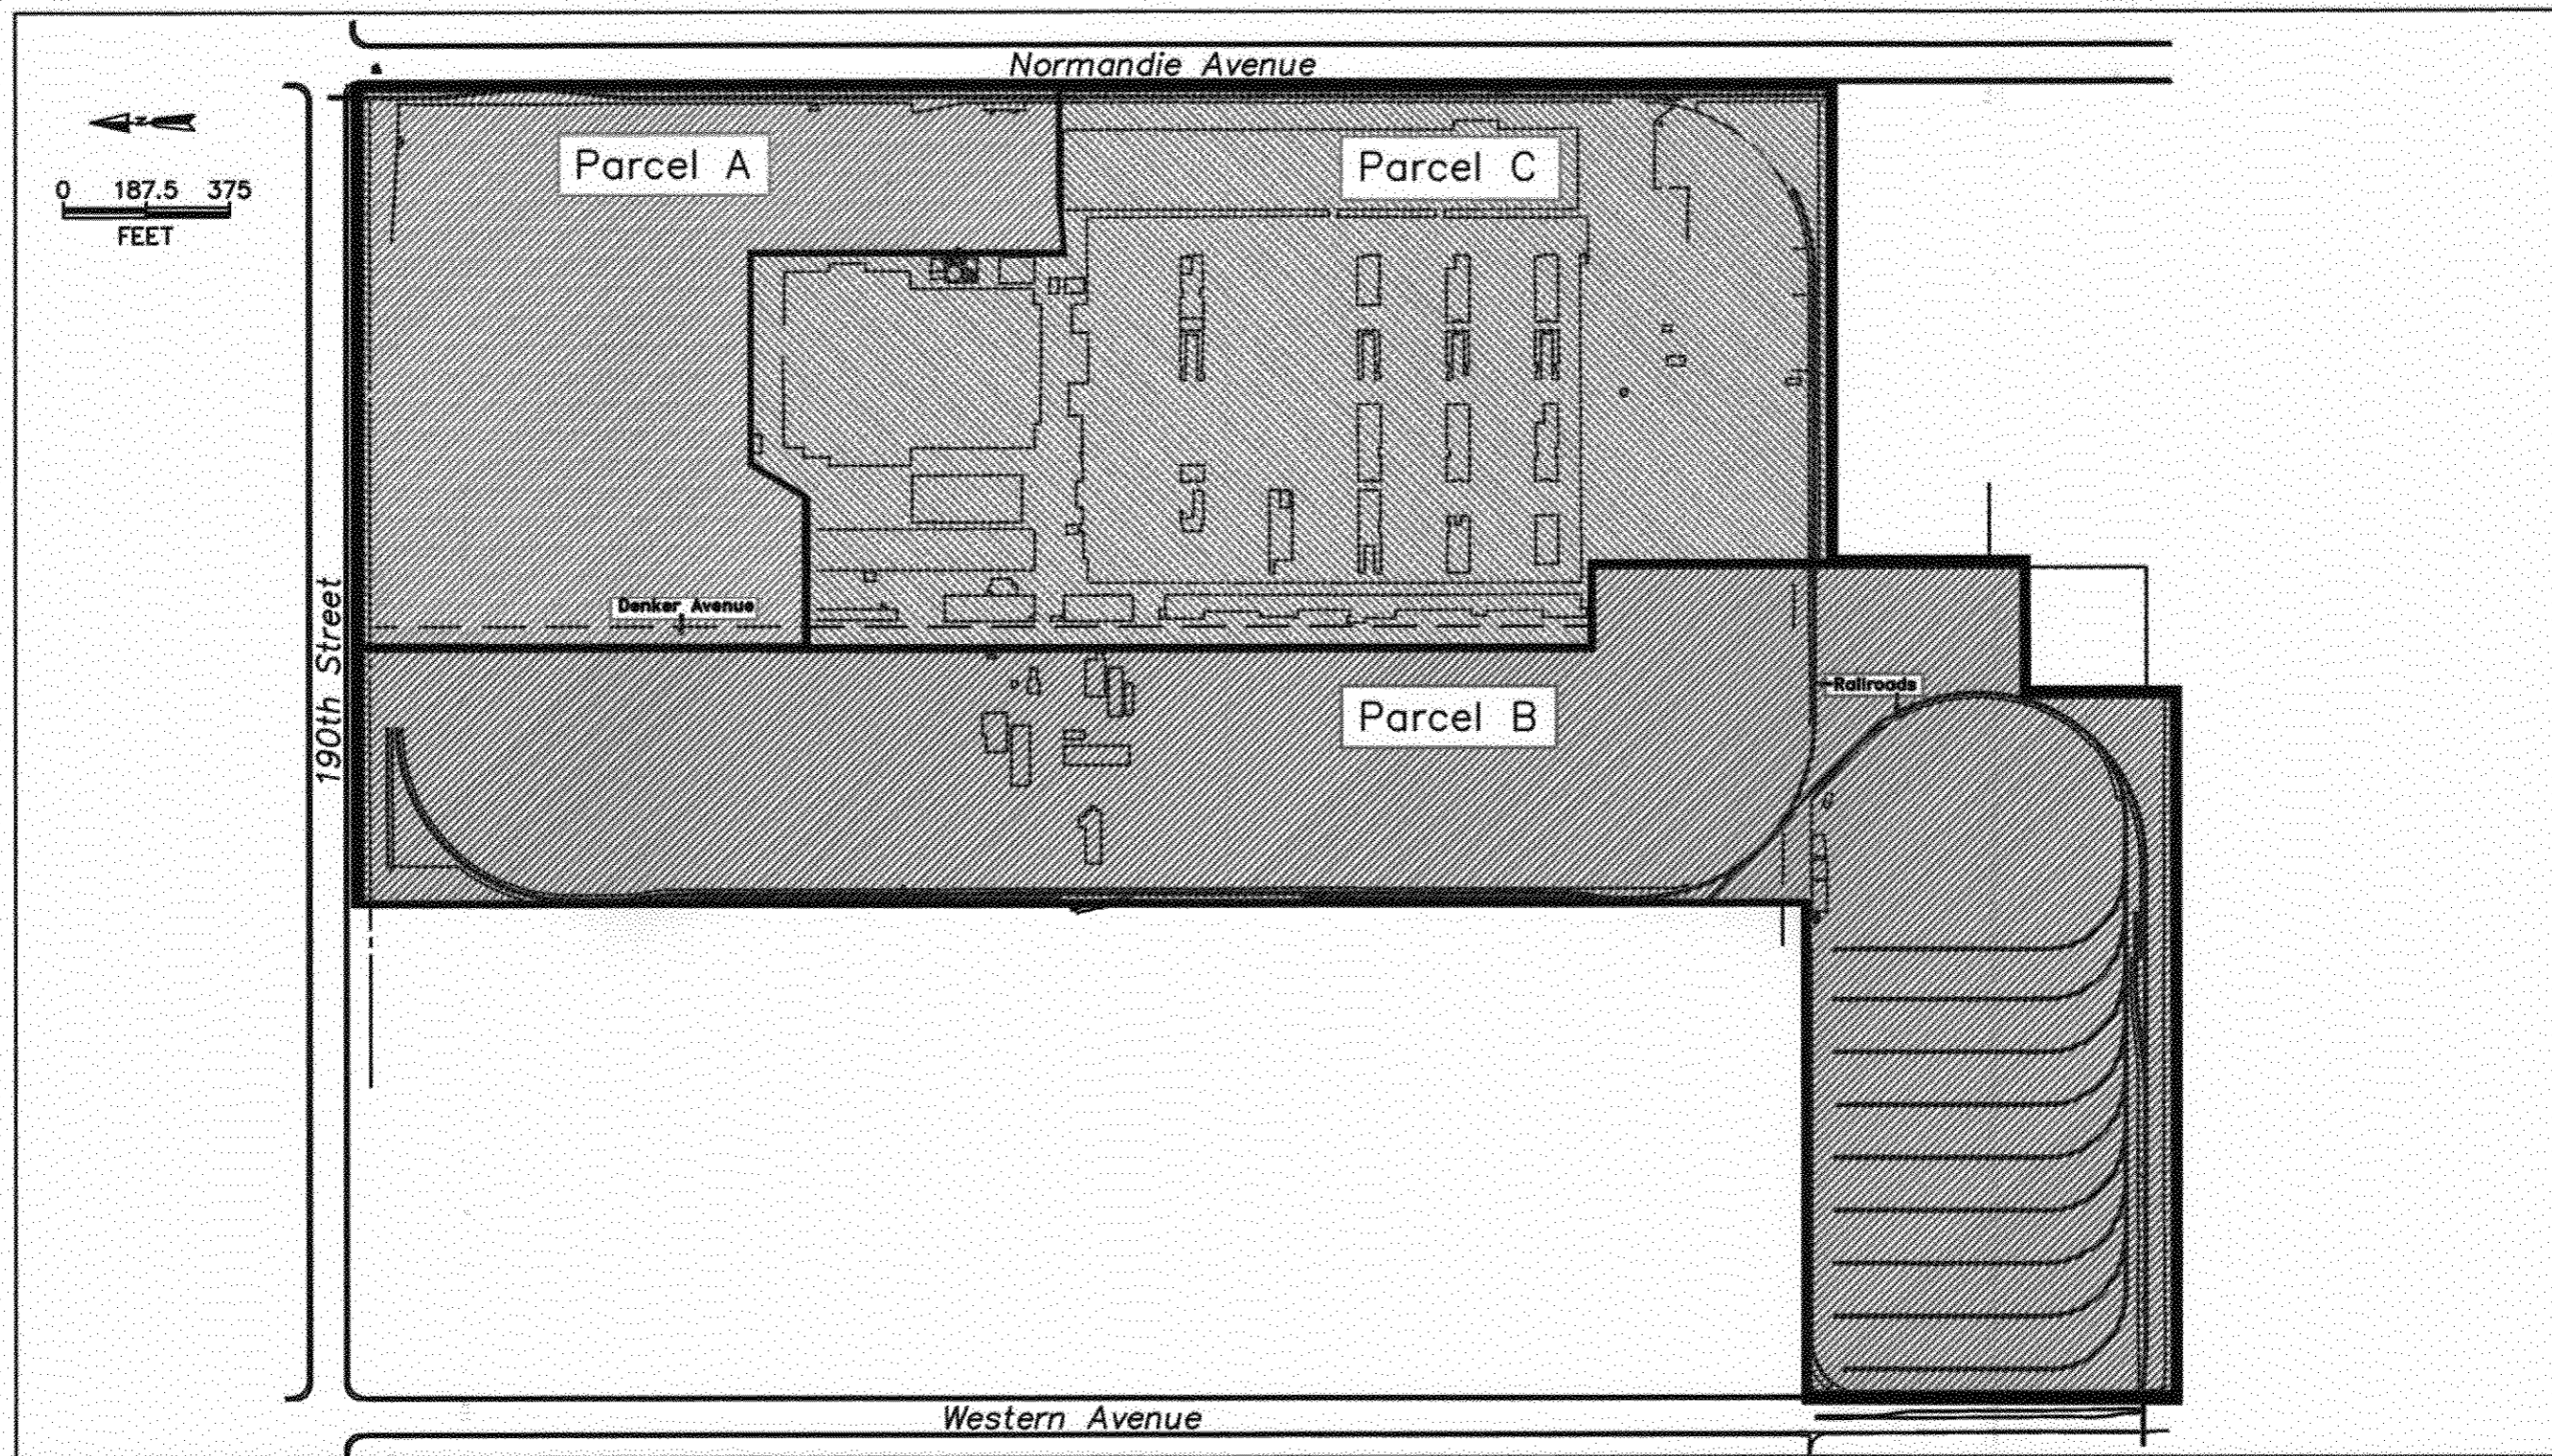 Normandie Avenue
Parcel A
Parcel C
0 187.5 375
FEET
Denker Avenue
190th Street
Railroads
Parcel B
Western Avenue